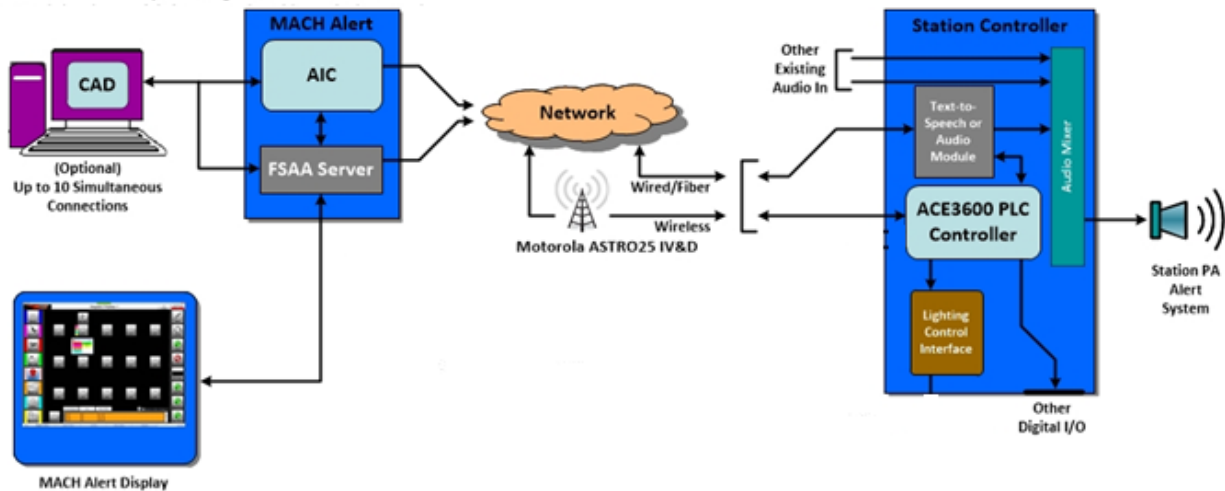 MACH Alert
Station Controller
CAD
AIC
FSAA Server
(Optional)
Up to 10 Simultaneous
Connections
Network
Wired/Fiber
Wireless
Motorola ASTRO25 IV&D
Other
Existing
Audio In
Text-to-
Speech or
Audio
Module
Audio Mixer
ACE3600 PLC
Controller
Lighting
Control
Interface
Station PA
Alert
System
Other
Digital I/O
MACH Alert Display